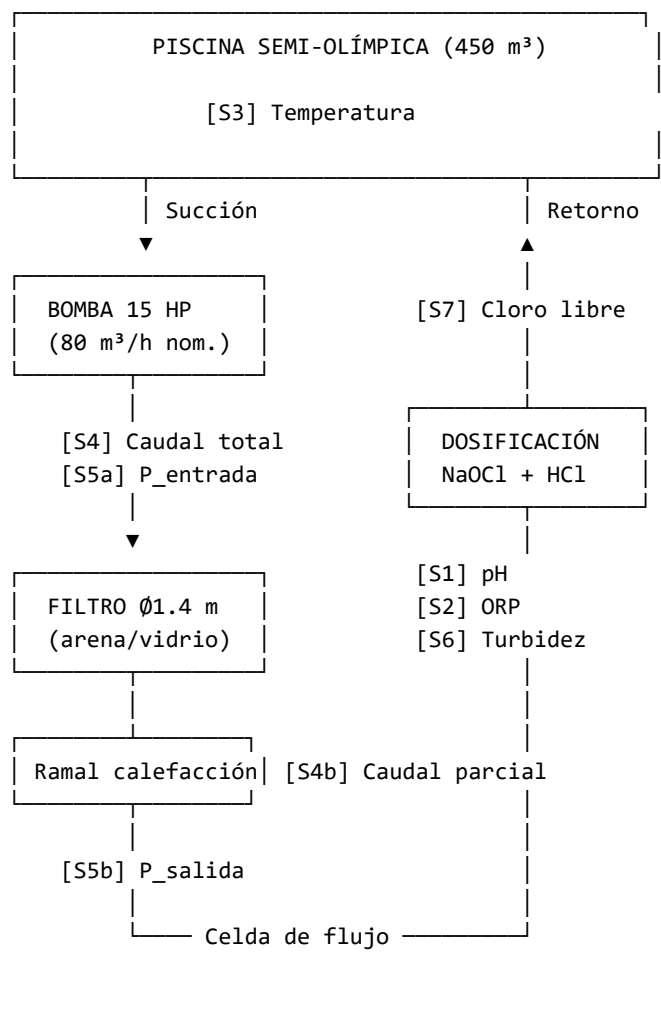 PISCINA SEMI-OLÍMPICA (450 m³)
[S3] Temperatura
Succión
Retorno
BOMBA 15 HP
(80 m³/h nom.)
[S7] Cloro libre
[S4] Caudal total
[S5a] P_entrada
DOSIFICACIÓN
NaOCl + HCl
FILTRO Ø1.4 m
(arena/vidrio)
[S1] pH
[S2] ORP
[S6] Turbidez
Ramal calefacción
[S4b] Caudal parcial
[S5b] P_salida
Celda de flujo